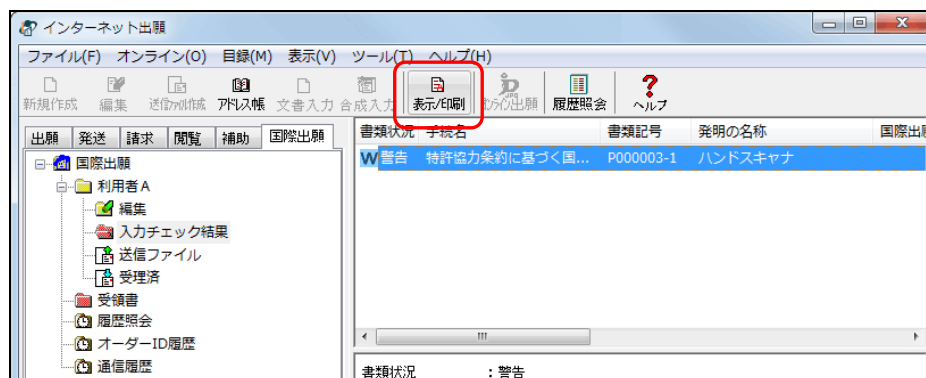 インターネット出願
ファイル(F) オンライン(O) 目録(M) 表示(V) ツール(T) ヘルプ(H)
新規作成 編集 送信ファイル作成 アドレス帳 文書入力 合成入力 表示/印刷 オンライン出願 履歴照会 ヘルプ
出願 発送 請求 閲覧 補助 国際出願
国際出願
利用者A
編集
入力チェック結果
送信ファイル
受理済
受領書
履歴照会
オーダーID履歴
通信履歴
書類状況 手続名 書類記号 発明の名称 国際出願
W 警告 特許協力条約に基づく国... P000003-1 ハンドスキャナ
書類状況 : 警告